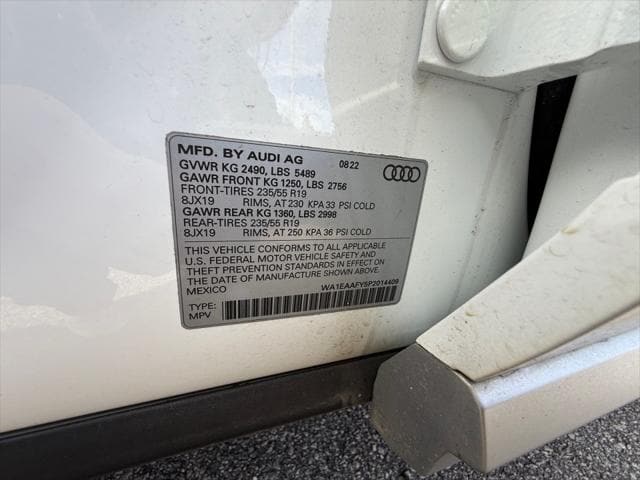 MFD. BY AUDI AG 08 22
GVWR KG 2490, LBS 5489
GAWR FRONT KG 1250, LBS 2756
FRONT-TIRES 235/55 R19
8JX19 RIMS, AT 230 KPA 33 PSI COLD
GAWR REAR KG 1360, LBS 2998
REAR-TIRES 235/55 R19
8JX19 RIMS, AT 250 KPA 36 PSI COLD
THIS VEHICLE CONFORMS TO ALL APPLICABLE
U.S. FEDERAL MOTOR VEHICLE SAFETY AND
THEFT PREVENTION STANDARDS IN EFFECT ON
THE DATE OF MANUFACTURE SHOWN ABOVE.
MEXICO WA1EAAFY5P2014409
TYPE:
MPV